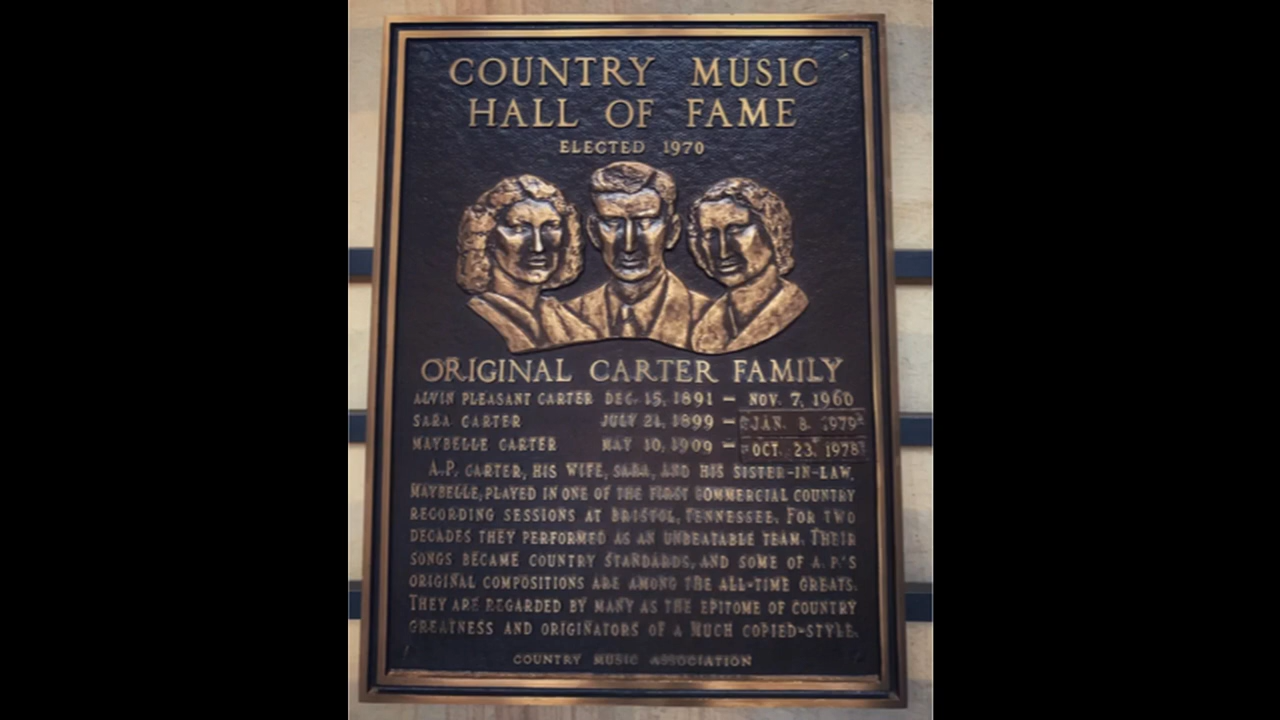 COUNTRY MUSIC
HALL OF FAME
ELECTED 1970
ORIGINAL CARTER FAMILY
ALVIN PLEASANT CARTER DEC. 15, 1891 – NOV. 7, 1960
SARA CARTER JULY 21, 1899 – JAN. 8, 1979
MAYBELLE CARTER MAY 10, 1909 – OCT. 23, 1978
A.P. CARTER, HIS WIFE, SARA, AND HIS SISTER-IN-LAW,
MAYBELLE, PLAYED IN ONE OF THE FIRST COMMERCIAL COUNTRY
RECORDING SESSIONS AT BRISTOL, TENNESSEE. FOR TWO
DECADES THEY PERFORMED AS AN UNBEATABLE TEAM. THEIR
SONGS BECAME COUNTRY STANDARDS, AND SOME OF A.P.'S
ORIGINAL COMPOSITIONS ARE AMONG THE ALL-TIME GREATS.
THEY ARE REGARDED BY MANY AS THE EPITOME OF COUNTRY
GREATNESS AND ORIGINATORS OF A MUCH COPIED-STYLE.
COUNTRY MUSIC ASSOCIATION